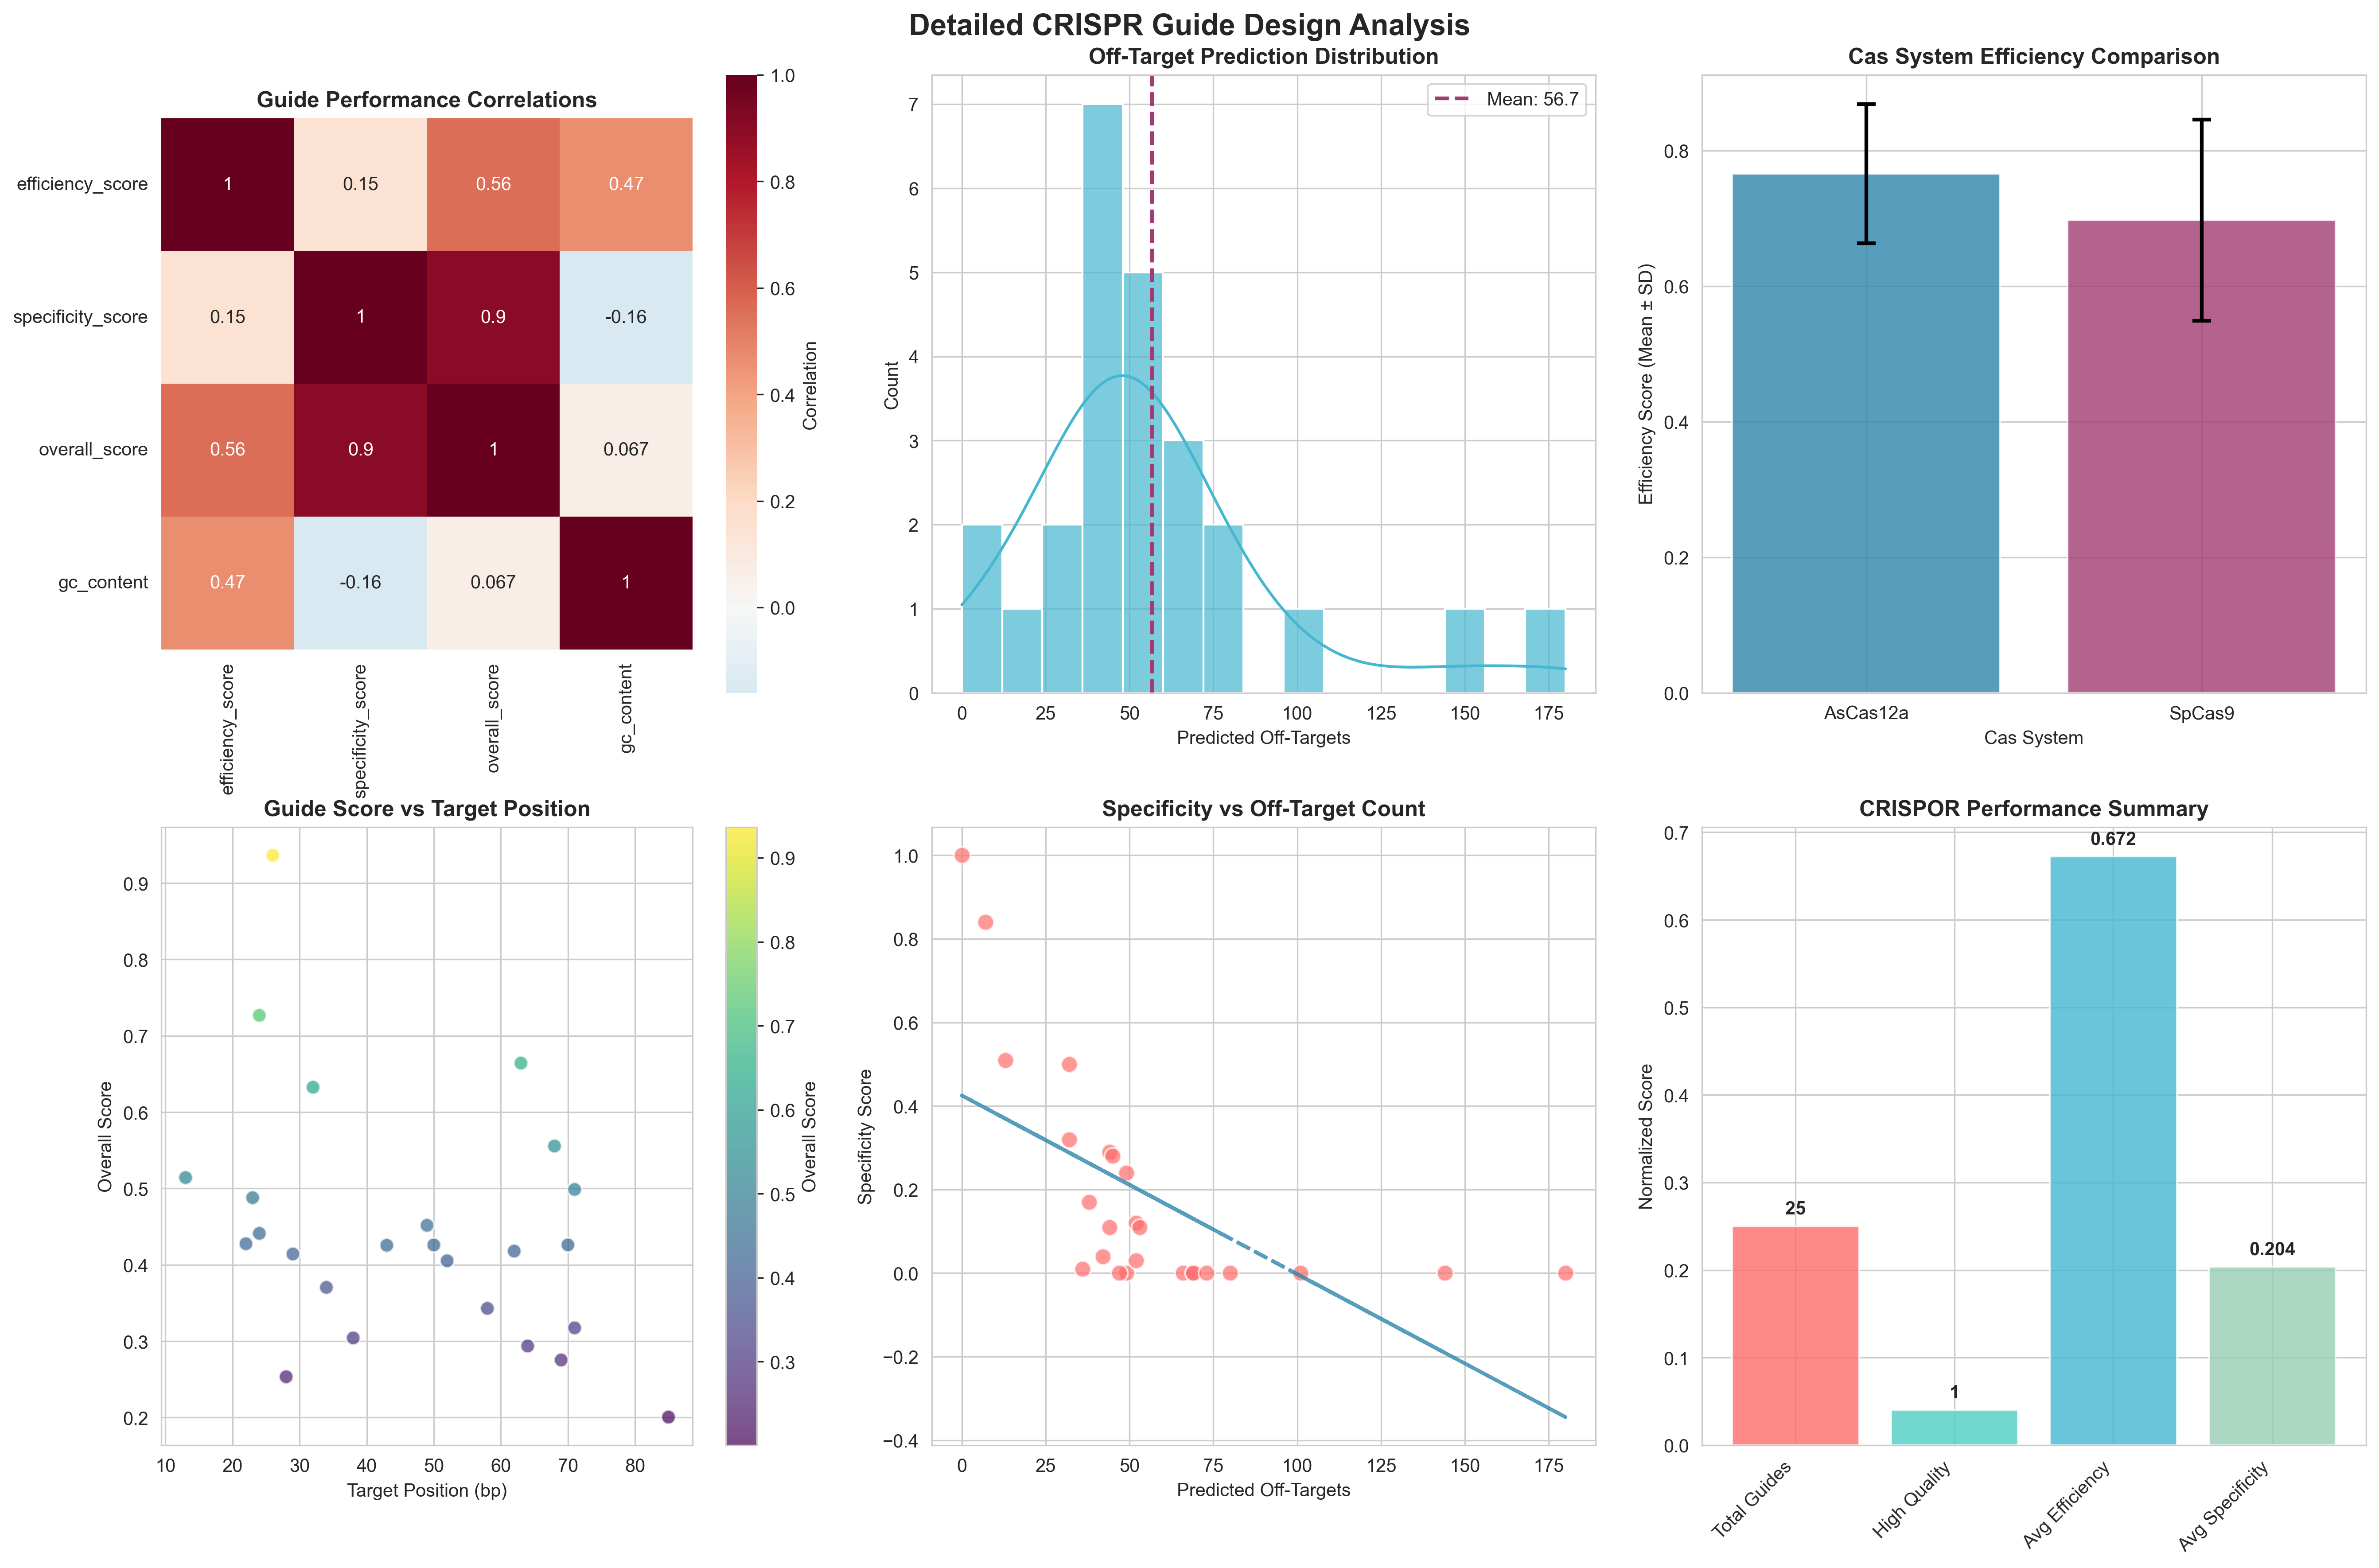 Detailed CRISPR Guide Design Analysis
Guide Performance Correlations
efficiency_score
specificity_score
overall_score
gc_content
1 0.15 0.56 0.47
0.15 1 0.9 -0.16
0.56 0.9 1 0.067
0.47 -0.16 0.067 1
efficiency_score
specificity_score
overall_score
gc_content
1.0
0.8
0.6
0.4
0.2
0.0
Correlation
Off-Target Prediction Distribution
Mean: 56.7
Count
7
6
5
4
3
2
1
0
0 25 50 75 100 125 150 175
Predicted Off-Targets
Cas System Efficiency Comparison
Efficiency Score (Mean ± SD)
0.8
0.6
0.4
0.2
0.0
AsCas12a SpCas9
Cas System
Guide Score vs Target Position
Overall Score
0.9
0.8
0.7
0.6
0.5
0.4
0.3
0.2
10 20 30 40 50 60 70 80
Target Position (bp)
0.9
0.8
0.7
0.6
0.5
0.4
0.3
Overall Score
Specificity vs Off-Target Count
Specificity Score
1.0
0.8
0.6
0.4
0.2
0.0
−0.2
−0.4
0 25 50 75 100 125 150 175
Predicted Off-Targets
CRISPOR Performance Summary
Normalized Score
0.7
0.6
0.5
0.4
0.3
0.2
0.1
0.0
25
1
0.672
0.204
Total Guides
High Quality
Avg Efficiency
Avg Specificity